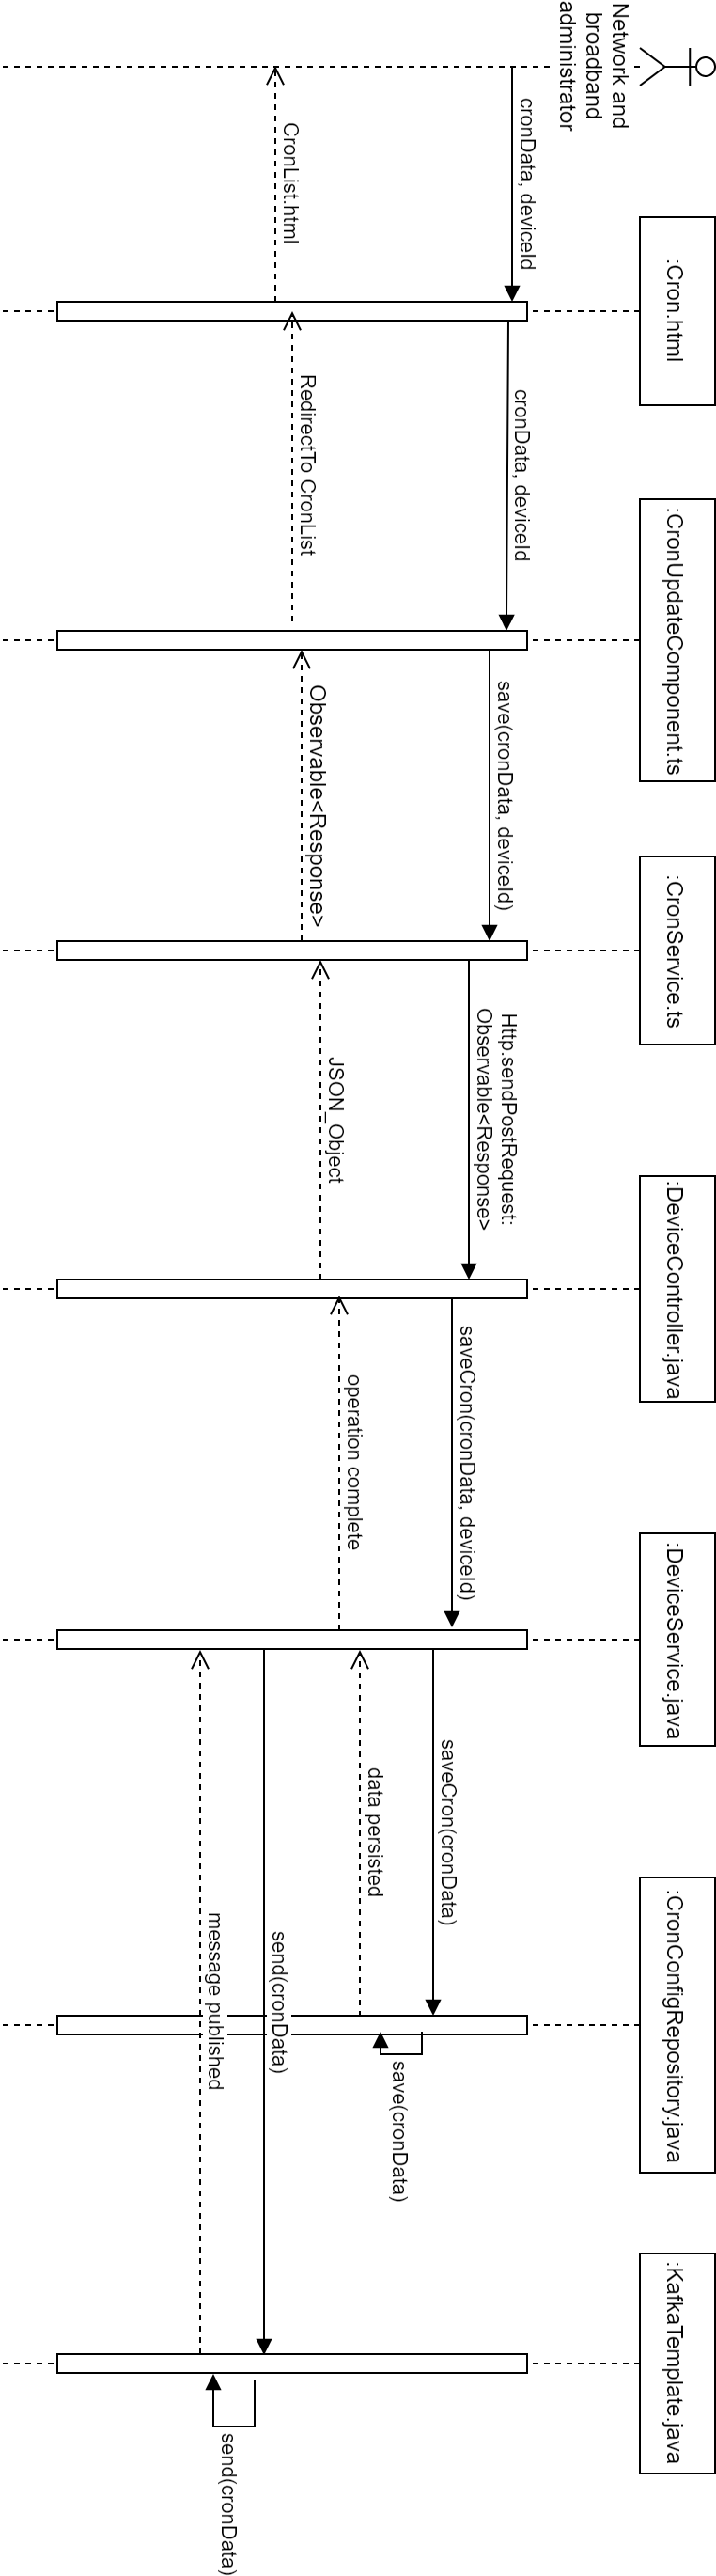 Network and
broadband
administrator
:Cron.html
:CronUpdateComponent.ts
:CronService.ts
:DeviceController.java
:DeviceService.java
:CronConfigRepository.java
:KafkaTemplate.java
cronData, deviceId
cronData, deviceId
save(cronData, deviceId)
Http.sendPostRequest:
Observable<Response>
saveCron(cronData, deviceId)
saveCron(cronData)
save(cronData)
data persisted
operation complete
JSON_Object
Observable<Response>
RedirectTo CronList
CronList.html
send(cronData)
send(cronData)
message published